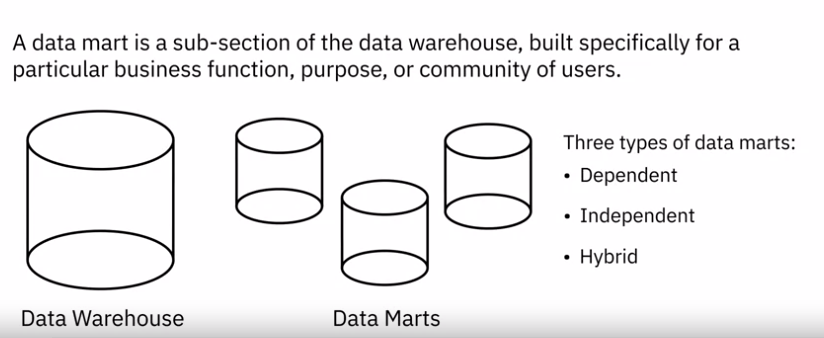 A data mart is a sub-section of the data warehouse, built specifically for a
particular business function, purpose, or community of users.
Three types of data marts:
• Dependent
• Independent
• Hybrid
Data Warehouse
Data Marts